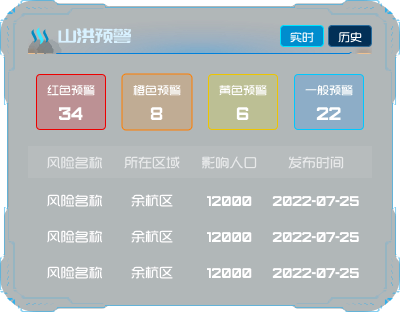 山洪预警 实时 历史
红色预警 橙色预警 黄色预警 一般预警
34 8 6 22
风险名称 所在区域 影响人口 发布时间
风险名称 余杭区 12000 2022-07-25
风险名称 余杭区 12000 2022-07-25
风险名称 余杭区 12000 2022-07-25